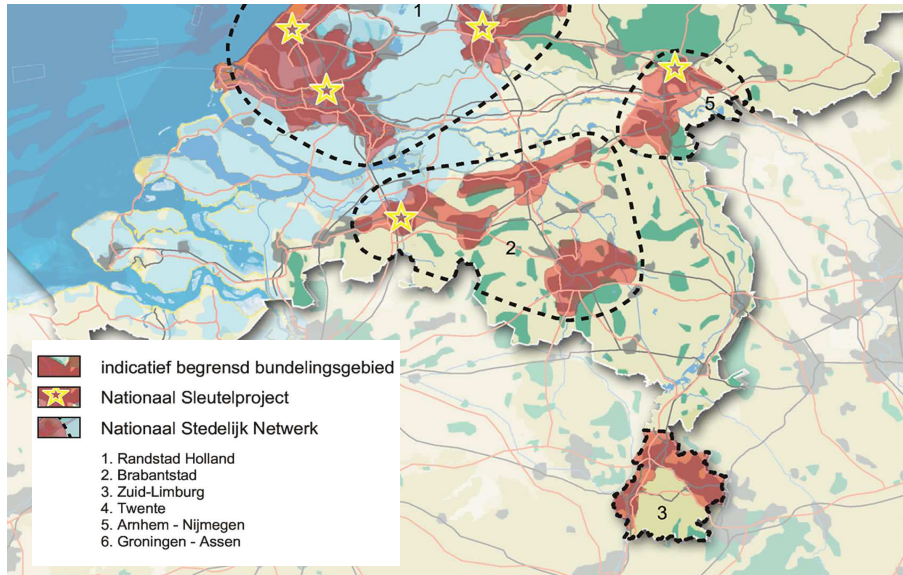 1
5
2
3
indicatief begrensd bundelingsgebied
Nationaal Sleutelproject
Nationaal Stedelijk Netwerk
1. Randstad Holland
2. Brabantstad
3. Zuid-Limburg
4. Twente
5. Arnhem - Nijmegen
6. Groningen - Assen